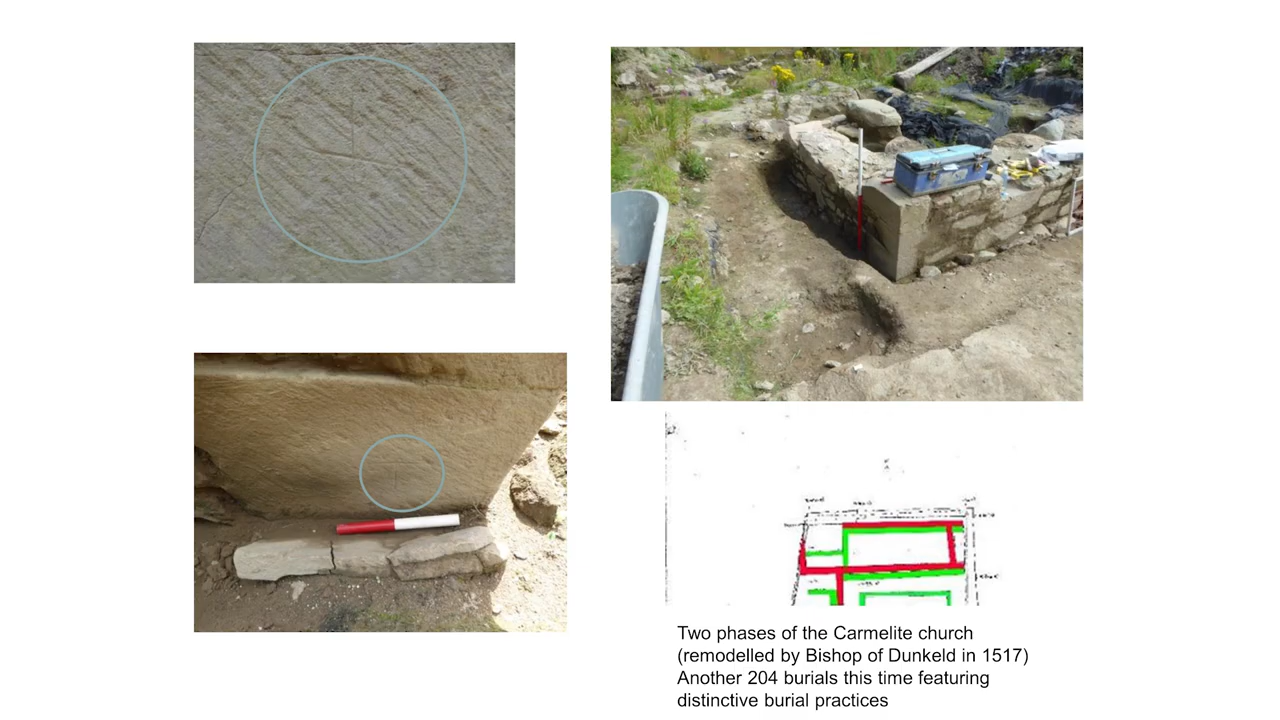 Two phases of the Carmelite church
(remodelled by Bishop of Dunkeld in 1517)
Another 204 burials this time featuring
distinctive burial practices